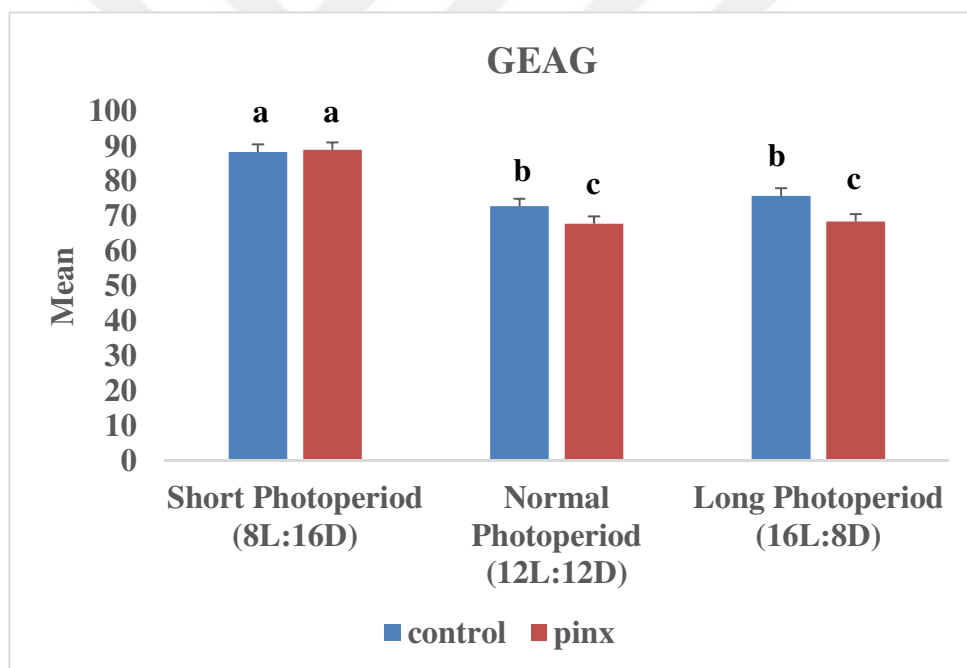 GEAG
Mean
100
90
80
70
60
50
40
30
20
10
0
a a
b c
b c
Short Photoperiod
(8L:16D)
Normal
Photoperiod
(12L:12D)
Long Photoperiod
(16L:8D)
control pinx